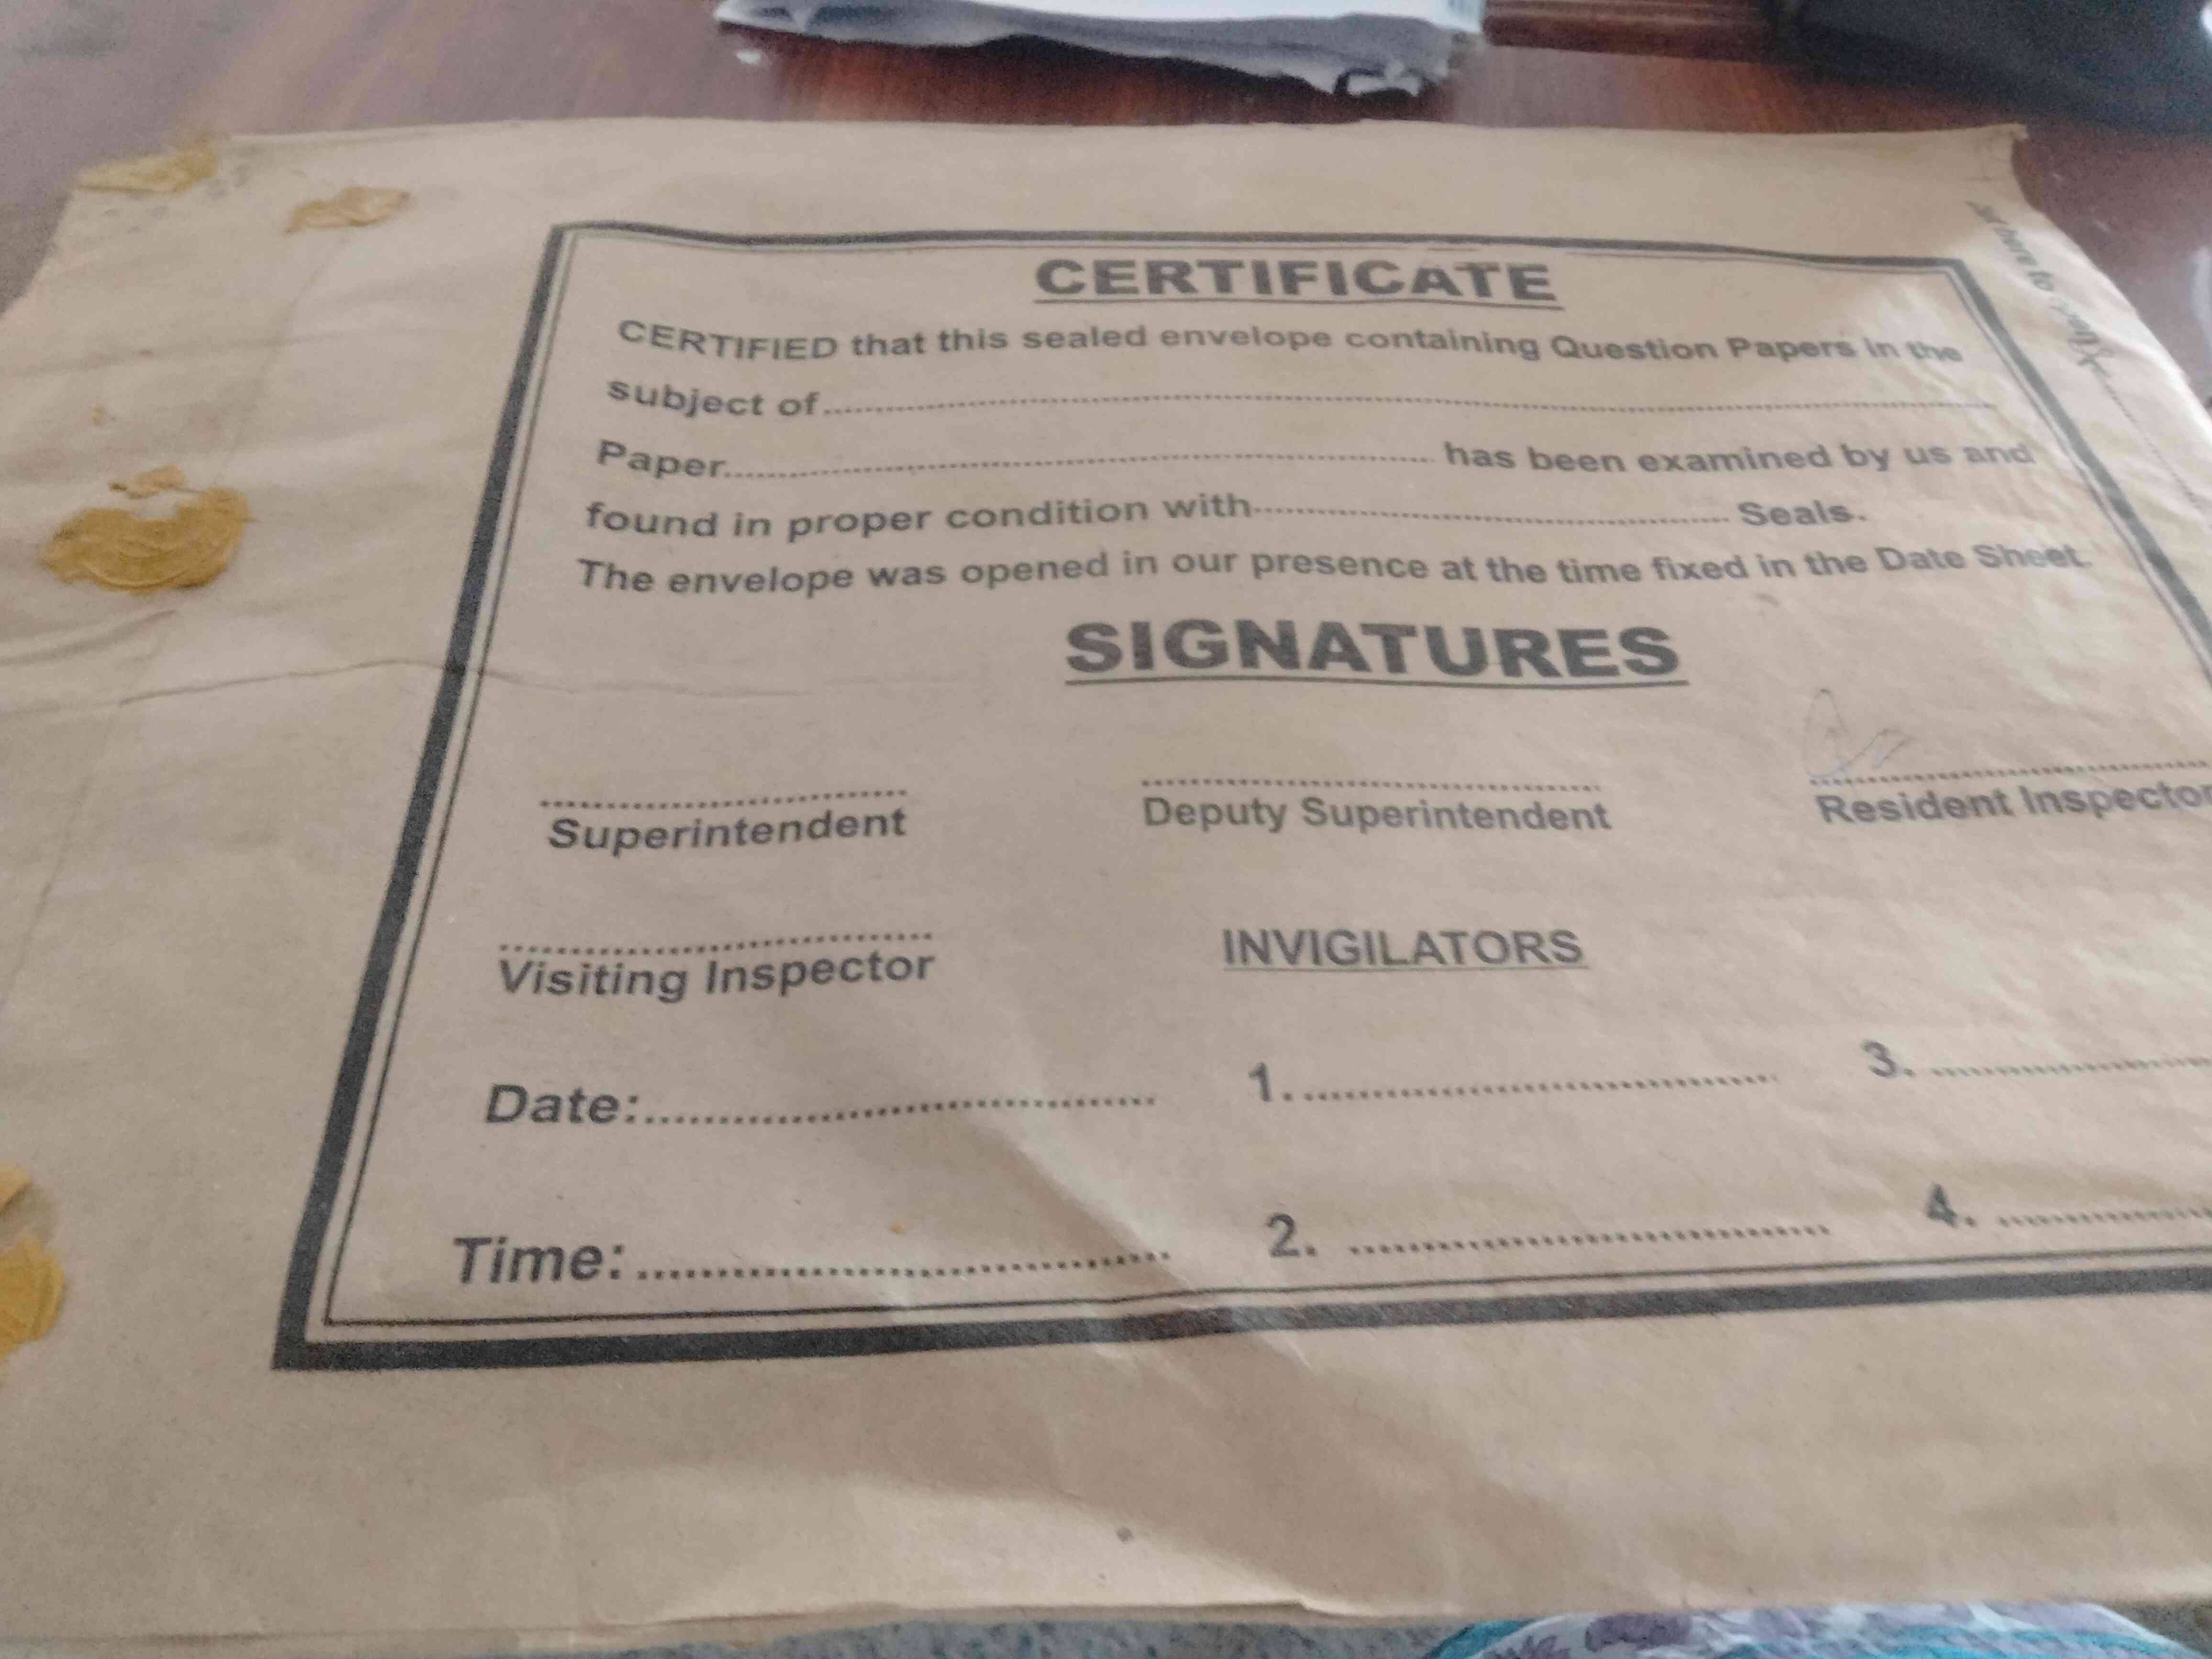 CERTIFICATE
CERTIFIED that this sealed envelope containing Question Papers in the
subject of........................................................
Paper.................................... has been examined by us and
found in proper condition with........................ Seals.
The envelope was opened in our presence at the time fixed in the Date Sheet.
SIGNATURES
Superintendent
Deputy Superintendent
Resident Inspector
Visiting Inspector
INVIGILATORS
Date:..............................
1...............................
3. ....................
Time:..............................
2. ..............................
4. ....................
here to